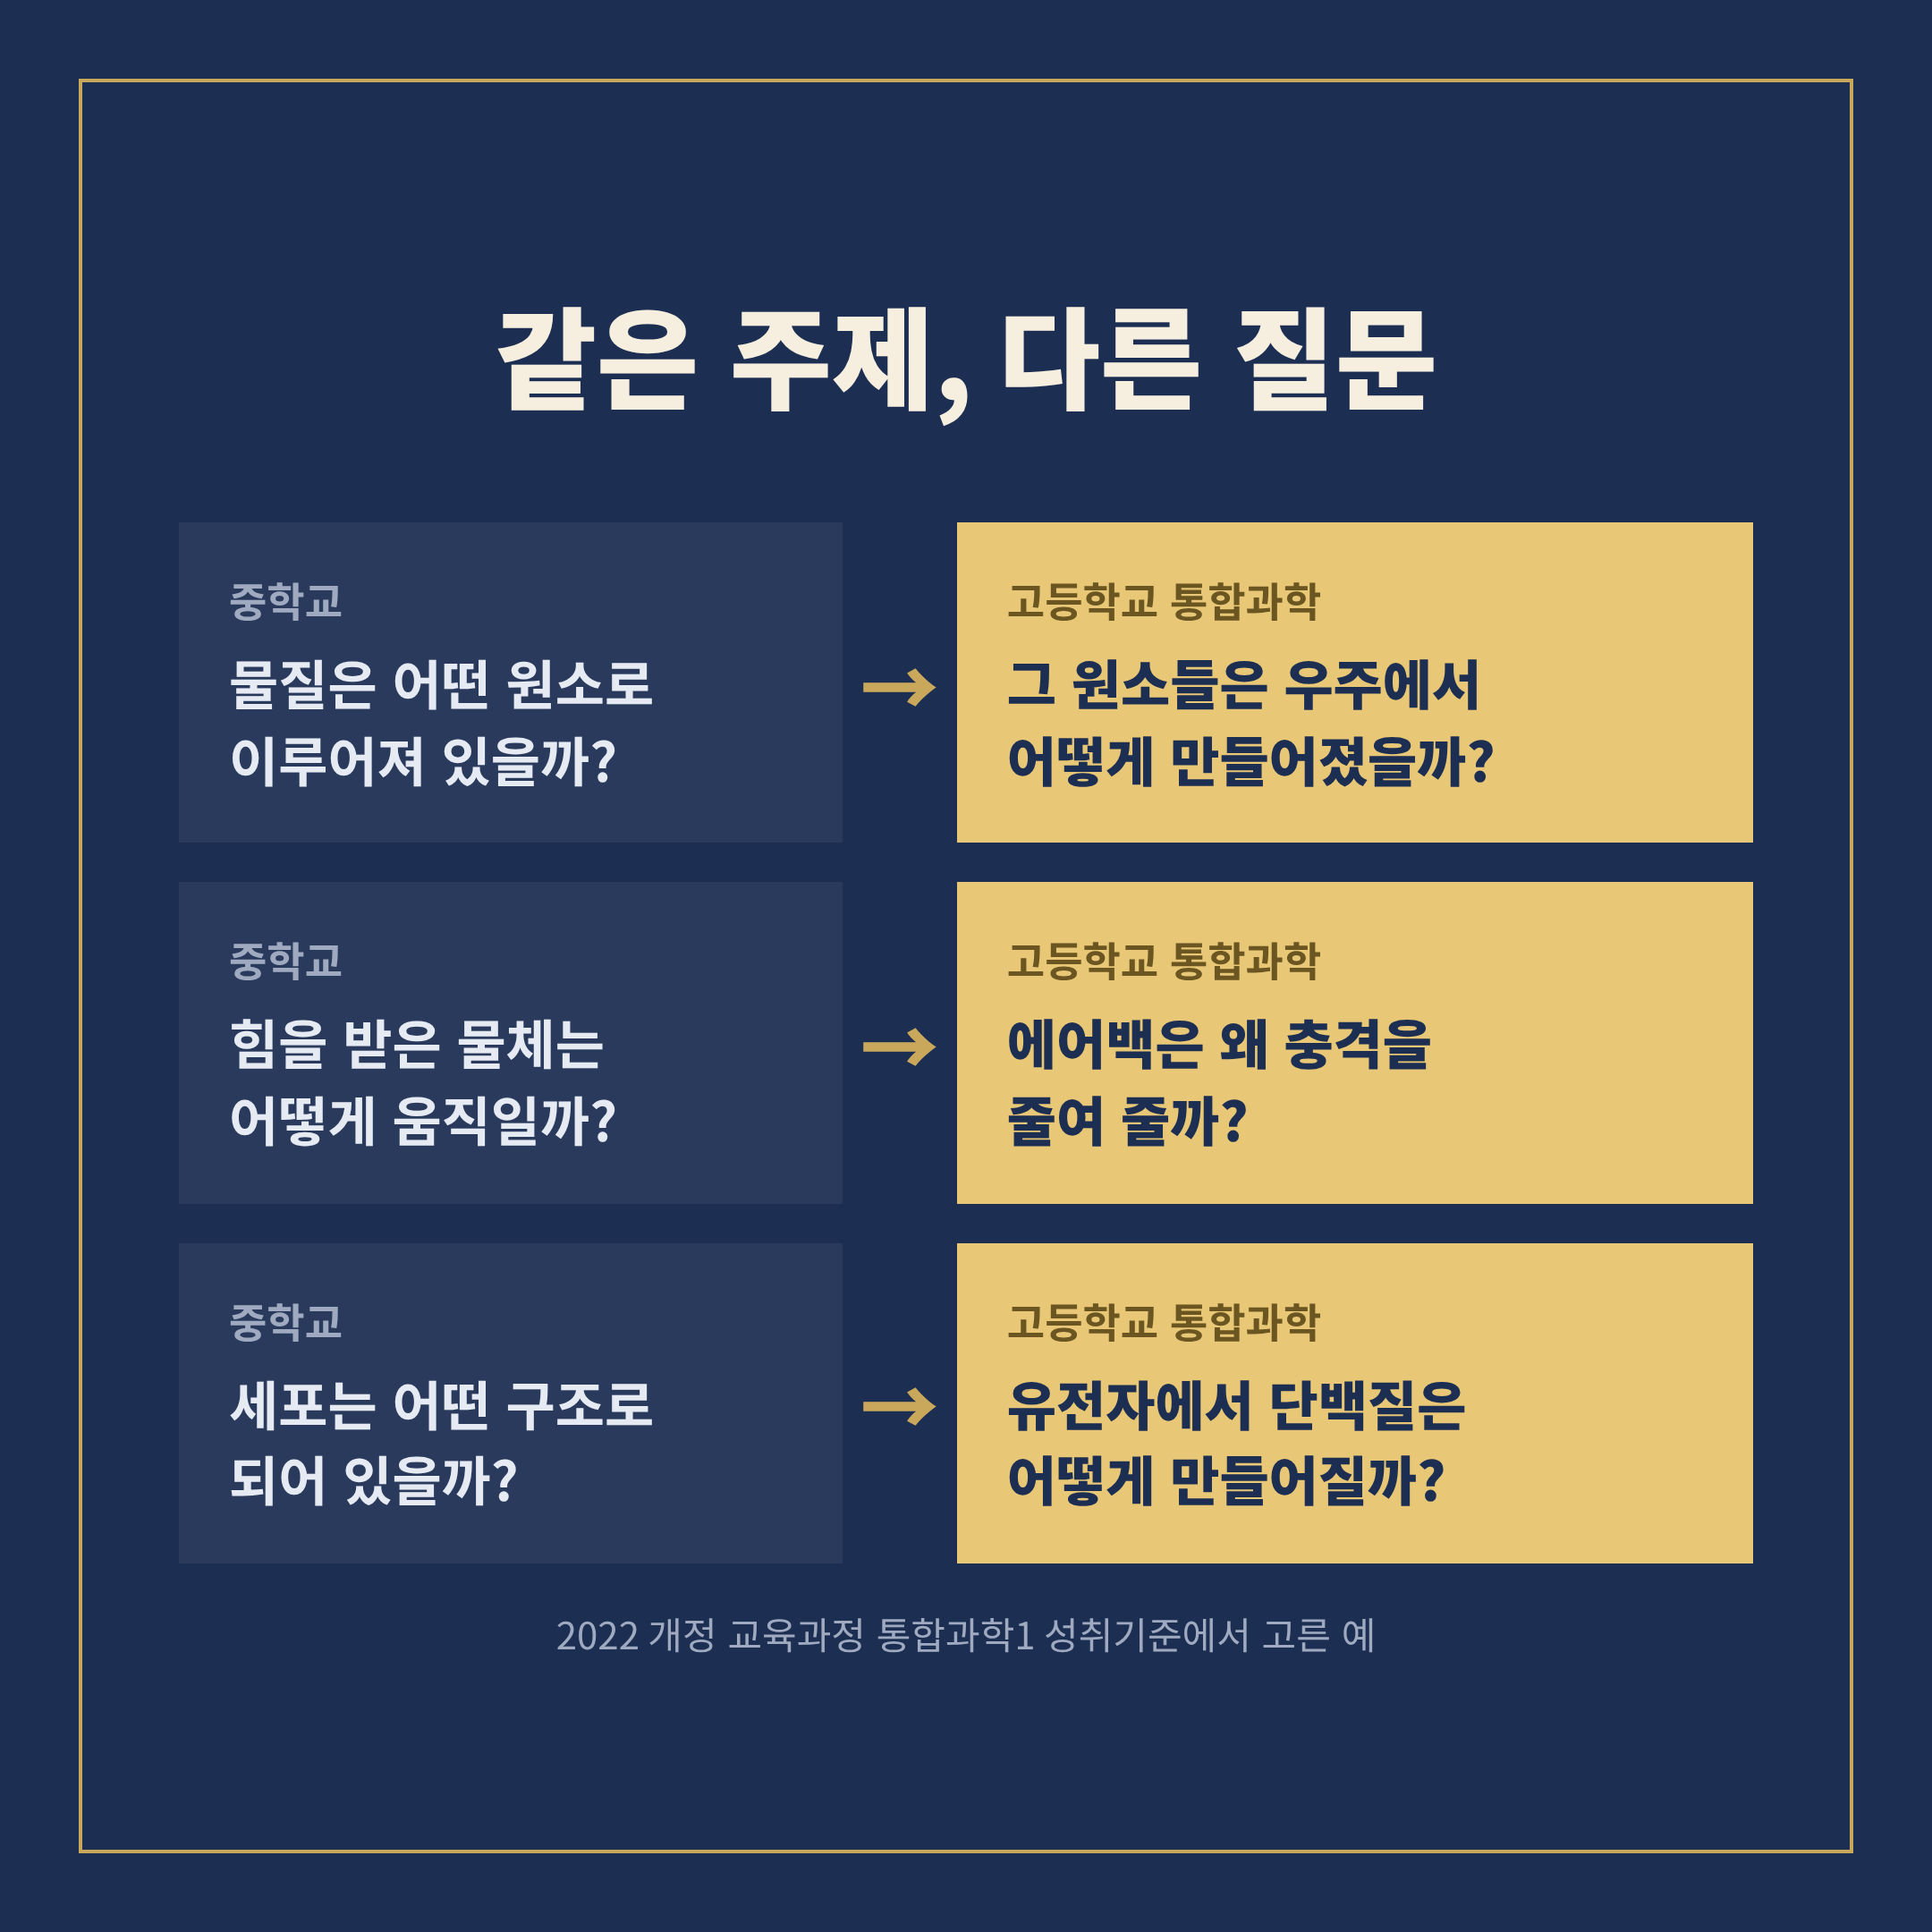 같은 주제, 다른 질문
중학교
물질은 어떤 원소로
이루어져 있을까?
→
고등학교 통합과학
그 원소들은 우주에서
어떻게 만들어졌을까?
중학교
힘을 받은 물체는
어떻게 움직일까?
→
고등학교 통합과학
에어백은 왜 충격을
줄여 줄까?
중학교
세포는 어떤 구조로
되어 있을까?
→
고등학교 통합과학
유전자에서 단백질은
어떻게 만들어질까?
2022 개정 교육과정 통합과학1 성취기준에서 고른 예